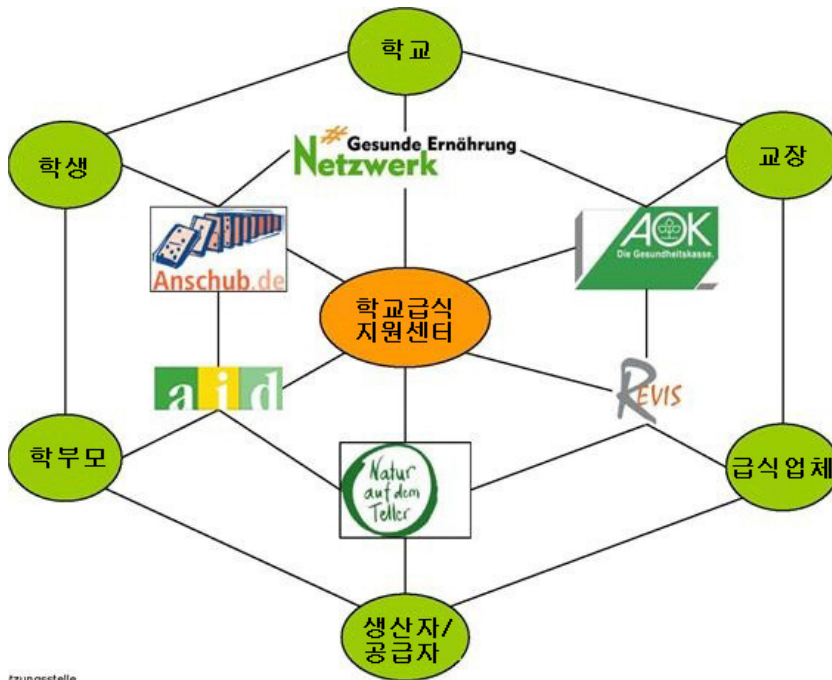 학교
학생
Gesunde Ernährung
Netzwerk
교장
Anschub.de
AOK
Die Gesundheitskasse.
학교급식
지원센터
aid
REVIS
학부모
Natur
auf dem
Teller
급식업체
생산자/
공급자